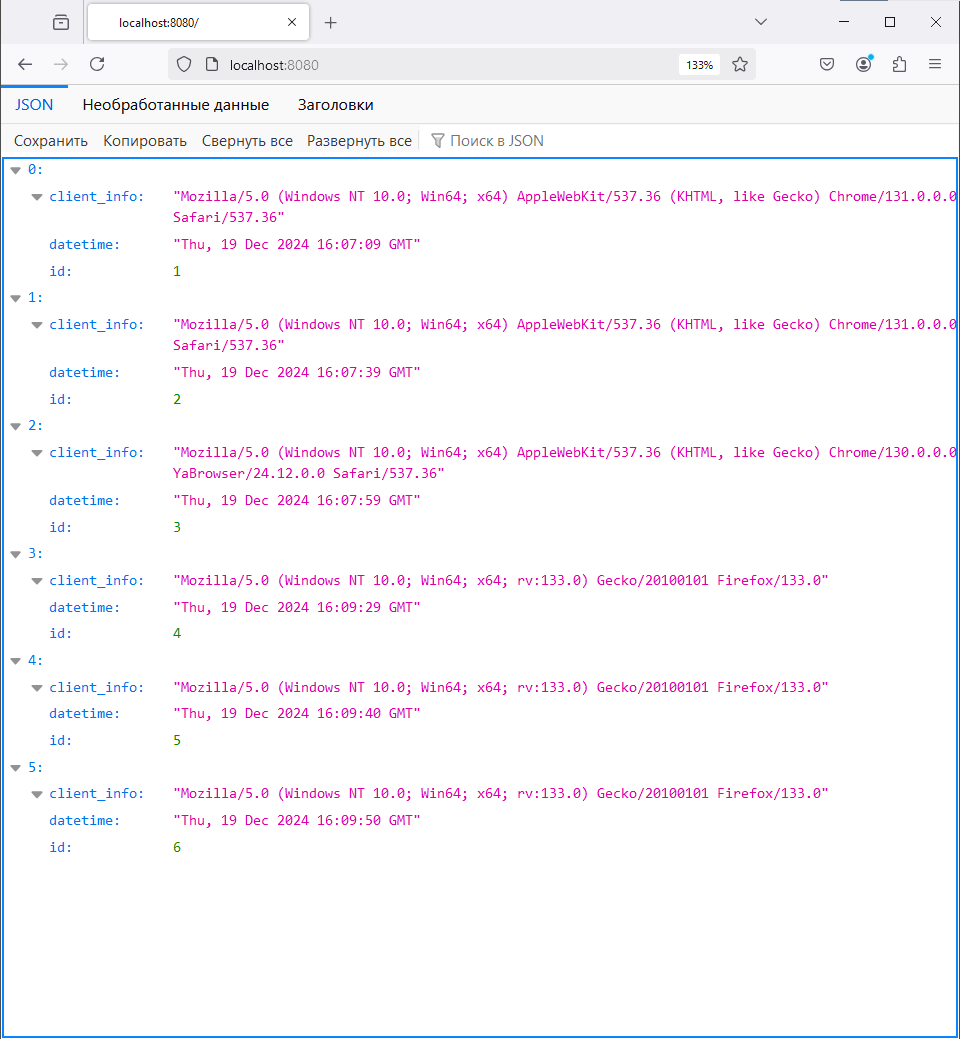 localhost:8080/
localhost:8080
133%
JSON Необработанные данные Заголовки
Сохранить Копировать Свернуть все Развернуть все Поиск в JSON
0:
client_info: "Mozilla/5.0 (Windows NT 10.0; Win64; x64) AppleWebKit/537.36 (KHTML, like Gecko) Chrome/131.0.0.0
Safari/537.36"
datetime: "Thu, 19 Dec 2024 16:07:09 GMT"
id: 1
1:
client_info: "Mozilla/5.0 (Windows NT 10.0; Win64; x64) AppleWebKit/537.36 (KHTML, like Gecko) Chrome/131.0.0.0
Safari/537.36"
datetime: "Thu, 19 Dec 2024 16:07:39 GMT"
id: 2
2:
client_info: "Mozilla/5.0 (Windows NT 10.0; Win64; x64) AppleWebKit/537.36 (KHTML, like Gecko) Chrome/130.0.0.0
YaBrowser/24.12.0.0 Safari/537.36"
datetime: "Thu, 19 Dec 2024 16:07:59 GMT"
id: 3
3:
client_info: "Mozilla/5.0 (Windows NT 10.0; Win64; x64; rv:133.0) Gecko/20100101 Firefox/133.0"
datetime: "Thu, 19 Dec 2024 16:09:29 GMT"
id: 4
4:
client_info: "Mozilla/5.0 (Windows NT 10.0; Win64; x64; rv:133.0) Gecko/20100101 Firefox/133.0"
datetime: "Thu, 19 Dec 2024 16:09:40 GMT"
id: 5
5:
client_info: "Mozilla/5.0 (Windows NT 10.0; Win64; x64; rv:133.0) Gecko/20100101 Firefox/133.0"
datetime: "Thu, 19 Dec 2024 16:09:50 GMT"
id: 6